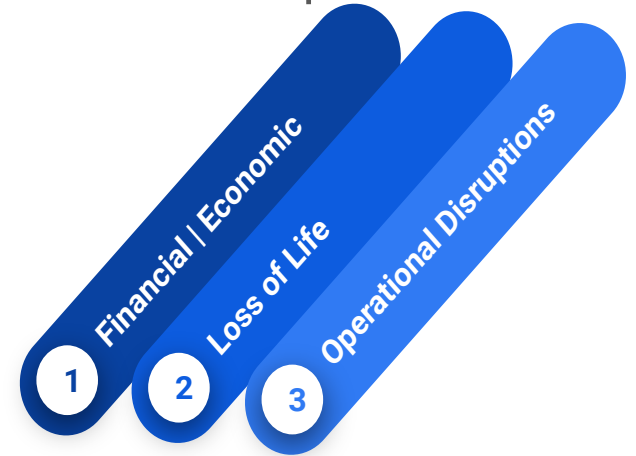 1 Financial | Economic
2 Loss of Life
3 Operational Disruptions